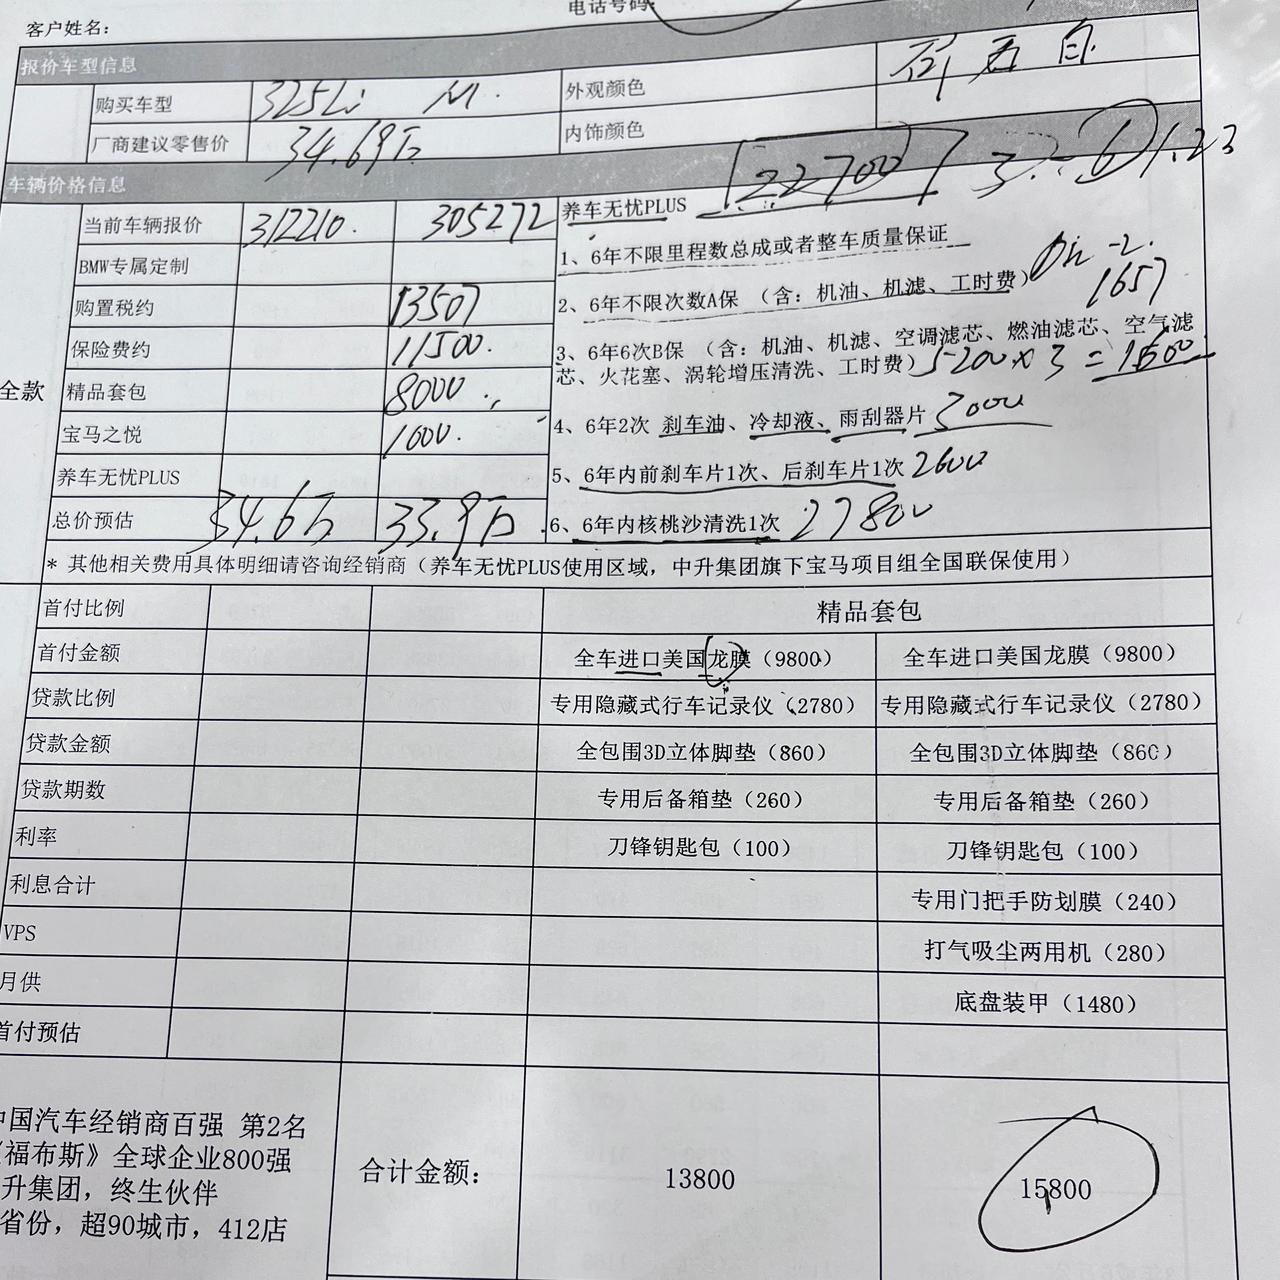 电话号码
客户姓名：
报价车型信息
购买车型 325Li M. 外观颜色 矿石白
厂商建议零售价 34.69万 内饰颜色
车辆价格信息 22700
当前车辆报价 312210. 305272 养车无忧PLUS
BMW专属定制
购置税约 13507
保险费约 11500.
精品套包 8000
宝马之悦 1000.
养车无忧PLUS
总价预估 34.6万 33.9万
全款
1、6年不限里程数总成或者整车质量保证
2、6年不限次数A保 （含：机油、机滤、工时费） 1657
3、6年6次B保 （含：机油、机滤、空调滤芯、燃油滤芯、空气滤
芯、火花塞、涡轮增压清洗、工时费） 5200×3=15600
4、6年2次 刹车油、冷却液、雨刮器片 3000
5、6年内前刹车片1次、后刹车片1次 2600
6、6年内核桃沙清洗1次 27800
* 其他相关费用具体明细请咨询经销商（养车无忧PLUS使用区域，中升集团旗下宝马项目组全国联保使用）
首付比例 精品套包
首付金额 全车进口美国龙膜（9800） 全车进口美国龙膜（9800）
贷款比例 专用隐藏式行车记录仪（2780） 专用隐藏式行车记录仪（2780）
贷款金额 全包围3D立体脚垫（860） 全包围3D立体脚垫（860）
贷款期数 专用后备箱垫（260） 专用后备箱垫（260）
利率 刀锋钥匙包（100） 刀锋钥匙包（100）
利息合计 专用门把手防划膜（240）
VPS 打气吸尘两用机（280）
月供 底盘装甲（1480）
首付预估
中国汽车经销商百强 第2名
《福布斯》全球企业800强
升集团，终生伙伴
省份，超90城市，412店
合计金额： 13800 15800